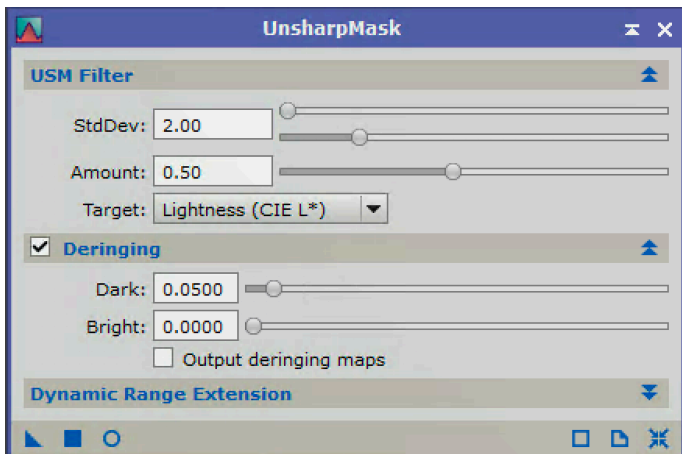 UnsharpMask
USM Filter
StdDev: 2.00
Amount: 0.50
Target: Lightness (CIE L*)
Deringing
Dark: 0.0500
Bright: 0.0000
Output deringing maps
Dynamic Range Extension